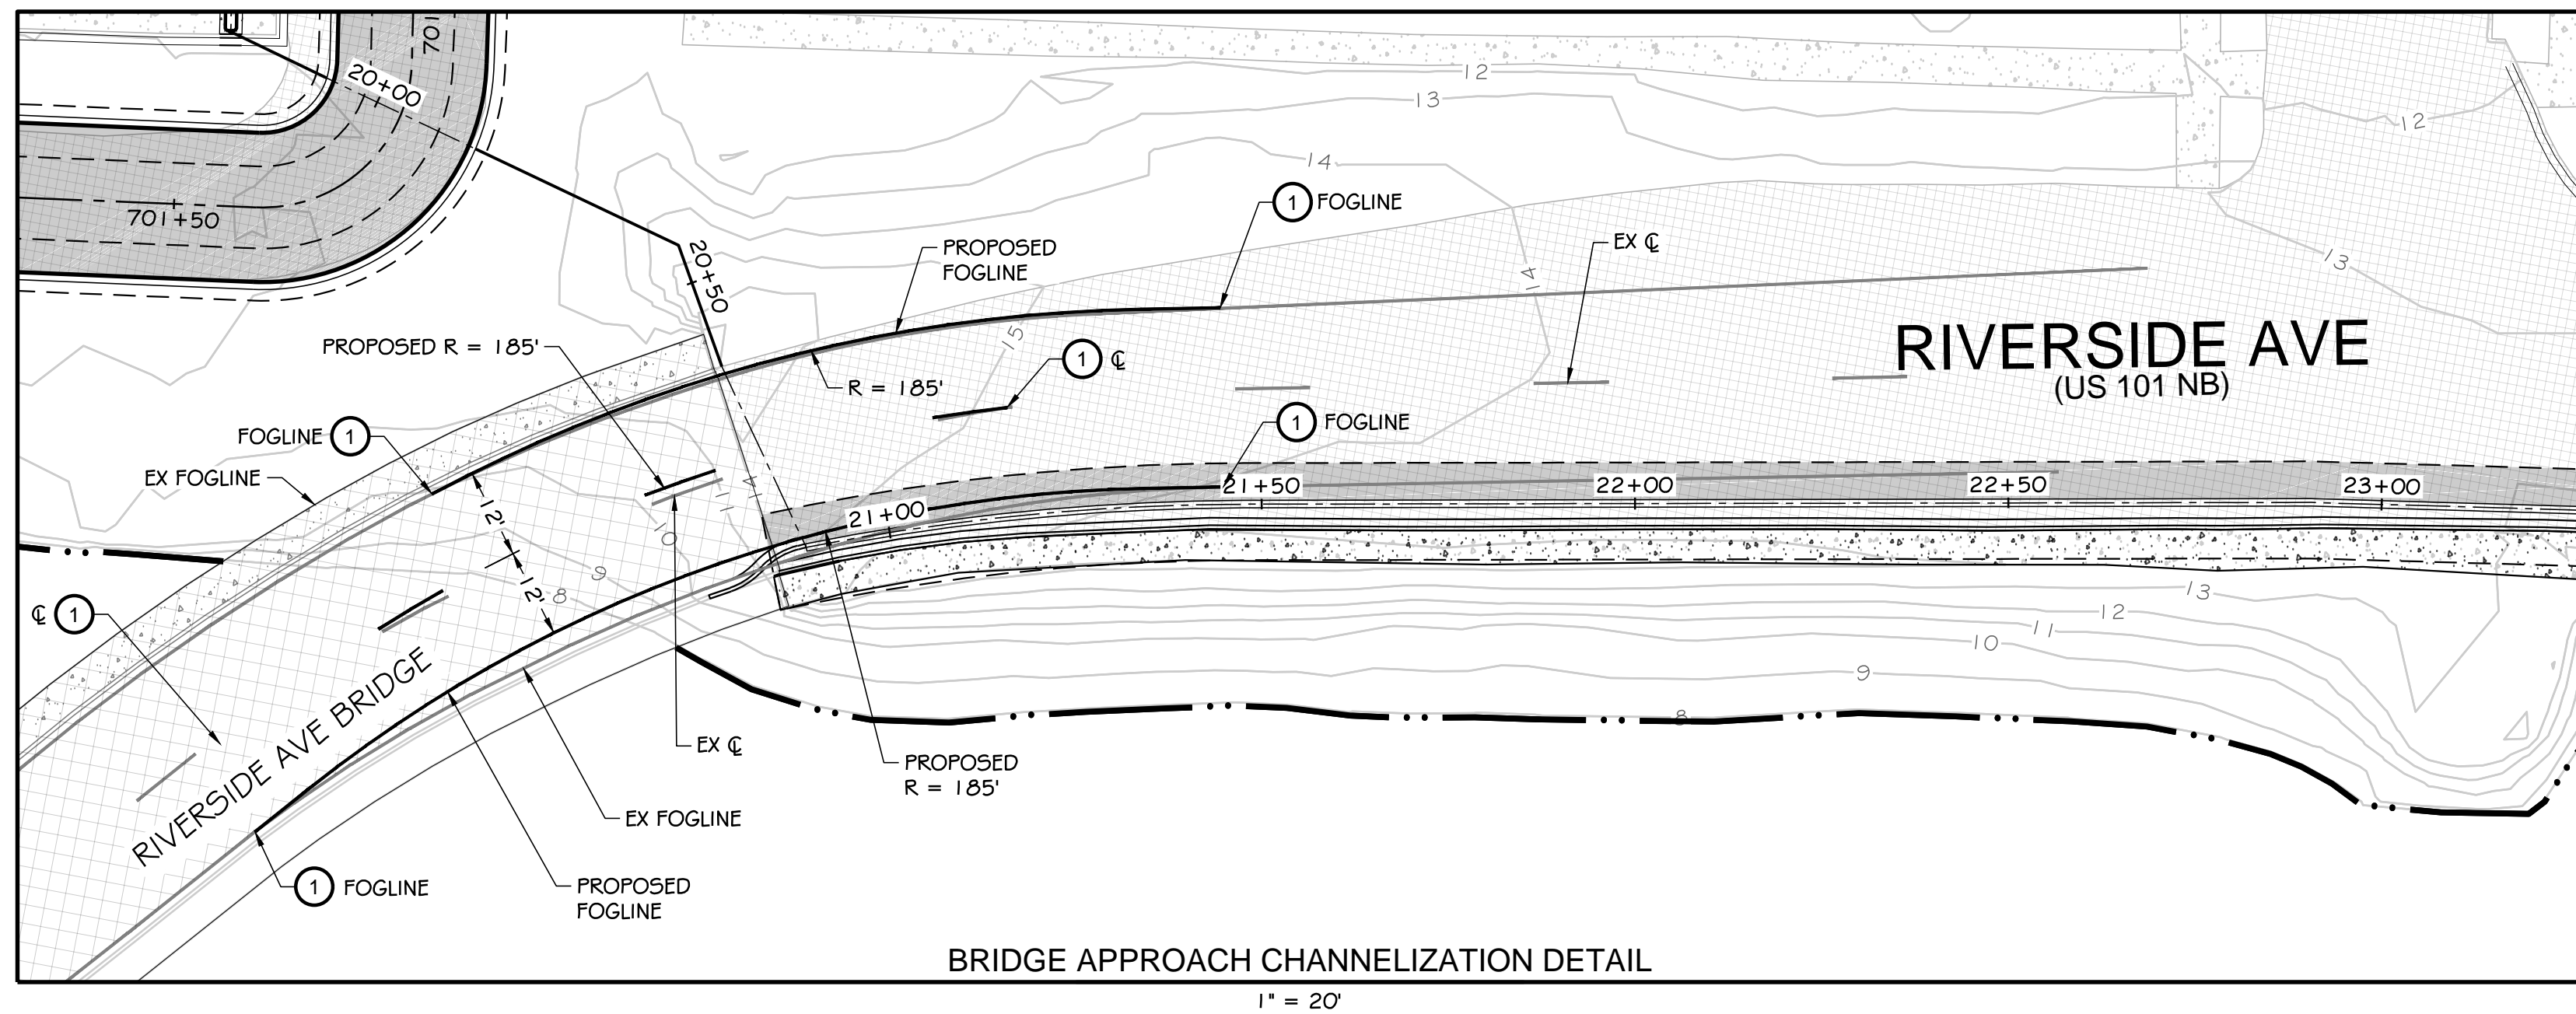 701
20+00
12
13
12
14
701+50
1 FOGLINE
EX ℄
PROPOSED
FOGLINE
20+50
14
13
15
PROPOSED R = 185'
RIVERSIDE AVE
(US 101 NB)
1 ℄
R = 185'
FOGLINE 1
1 FOGLINE
EX FOGLINE
21+50
22+00
22+50
23+00
14
11
10
21+00
12'
12'
9
8
℄ 1
13
12
11
10
9
8
RIVERSIDE AVE BRIDGE
EX ℄
PROPOSED
R = 185'
EX FOGLINE
1 FOGLINE
PROPOSED
FOGLINE
BRIDGE APPROACH CHANNELIZATION DETAIL
1" = 20'